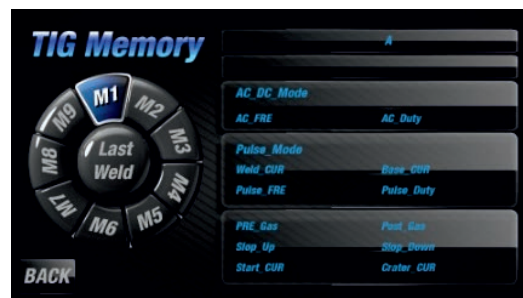 TIG Memory
A
M1
M2
M3
M4
M5
M6
M7
M8
M9
Last
Weld
AC_DC_Mode
AC_FRE AC_Duty
Pulse_Mode
Weld_CUR Base_CUR
Pulse_FRE Pulse_Duty
PRE_Gas Post_Gas
Slop_Up Slop_Down
Start_CUR Crater_CUR
BACK